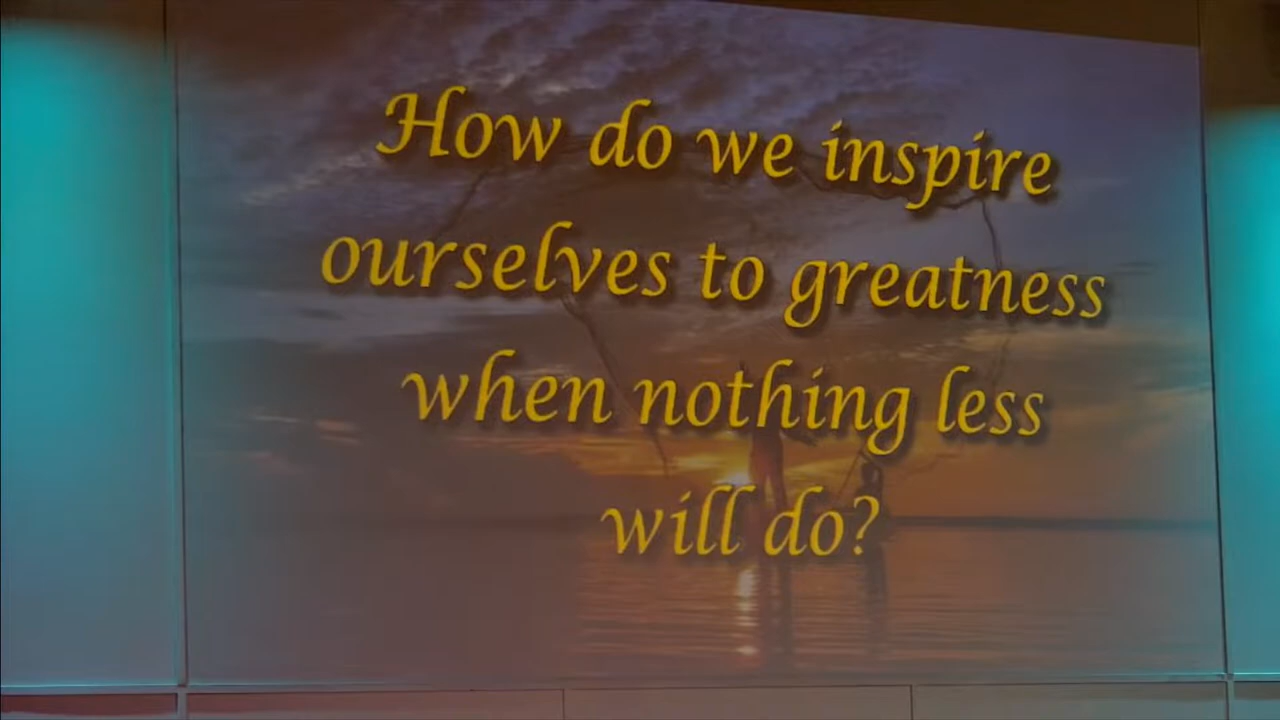 How do we inspire
ourselves to greatness
when nothing less
will do?